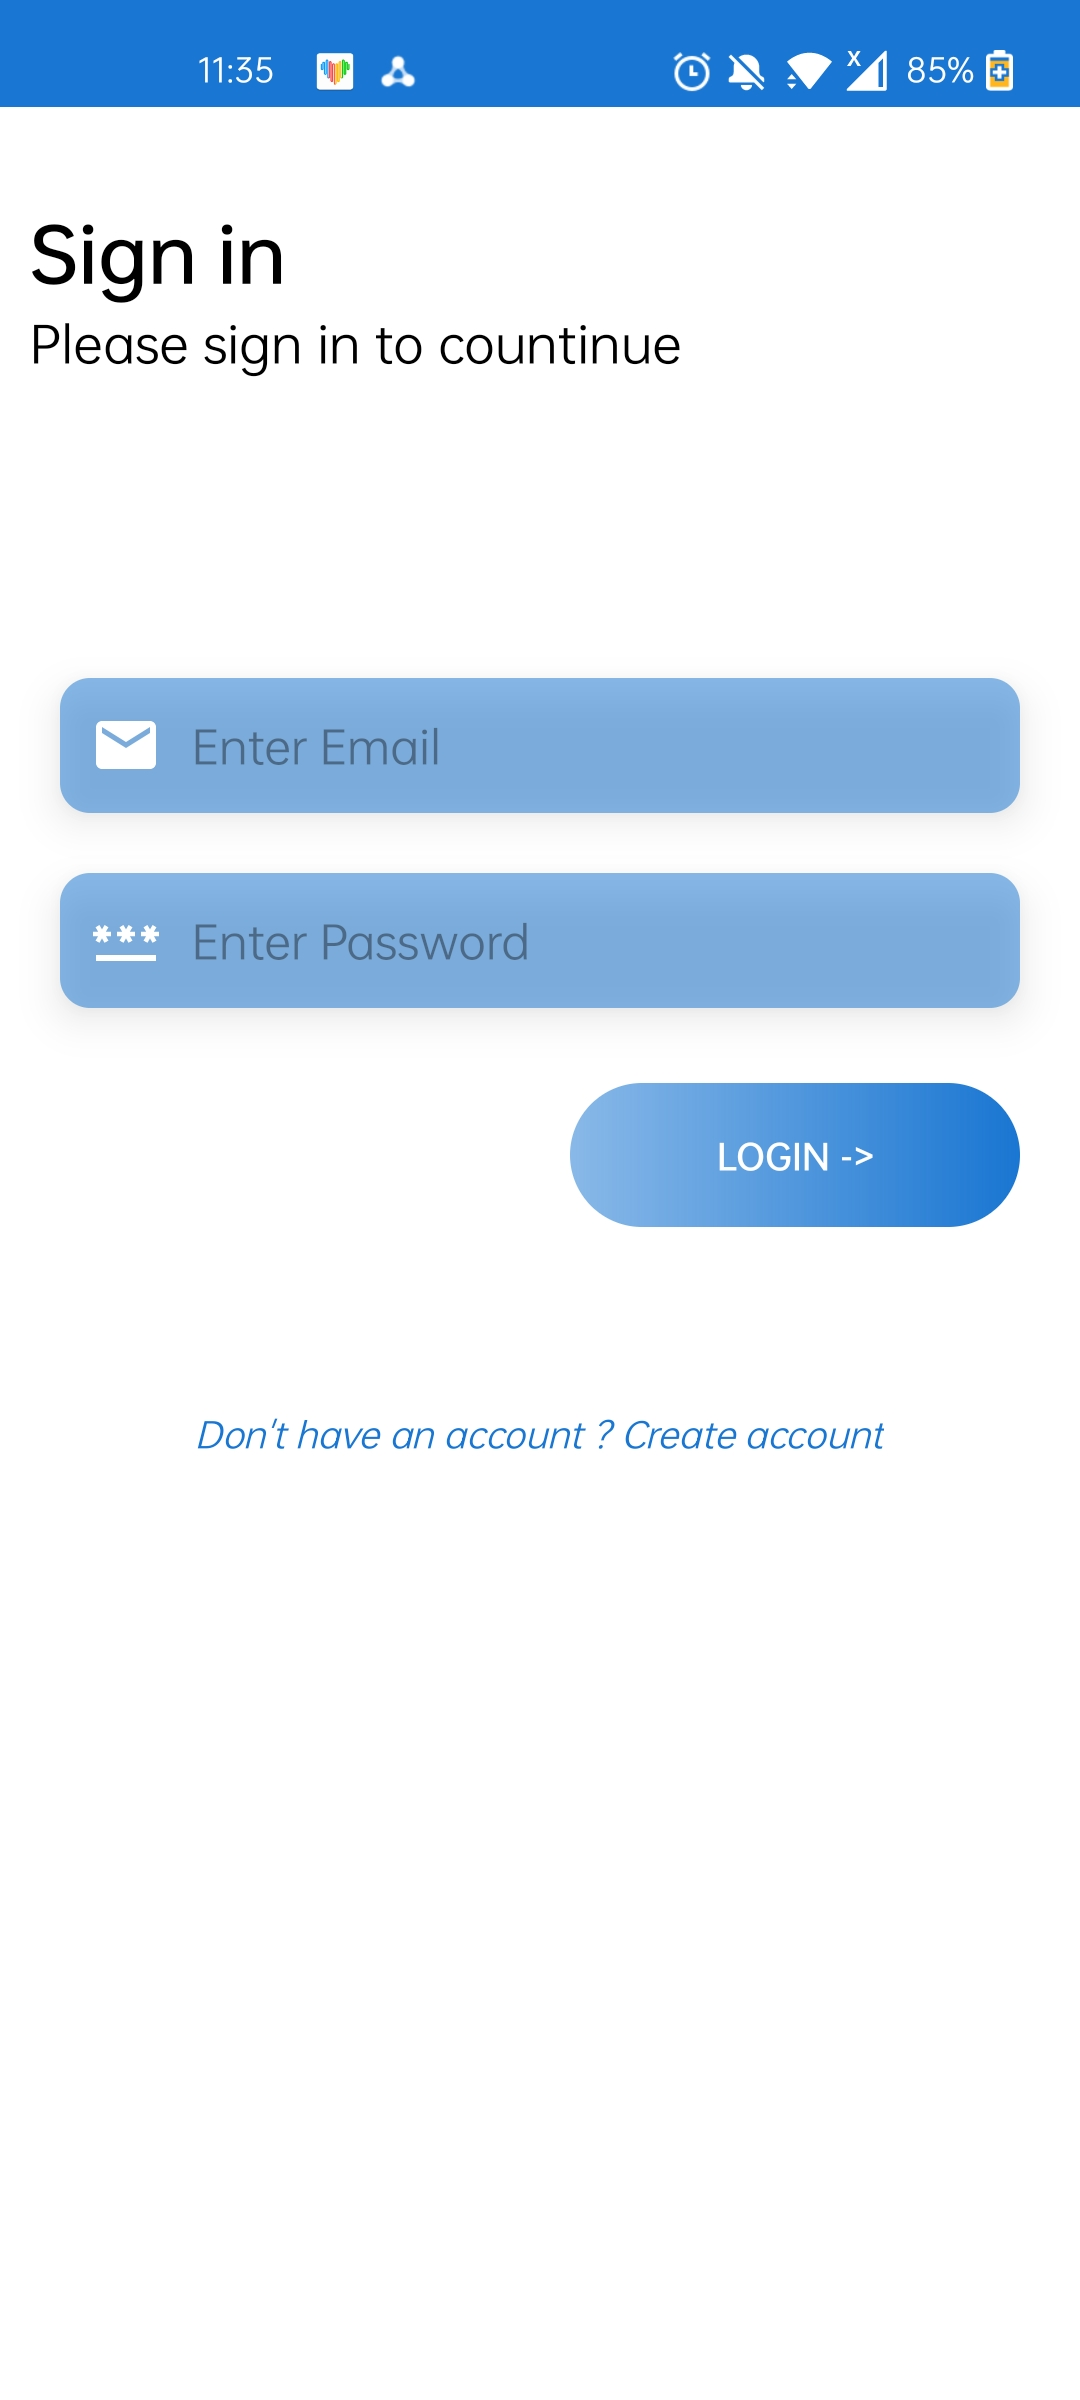 11:35
85%
Sign in
Please sign in to countinue
Enter Email
Enter Password
LOGIN ->
Don't have an account ? Create account